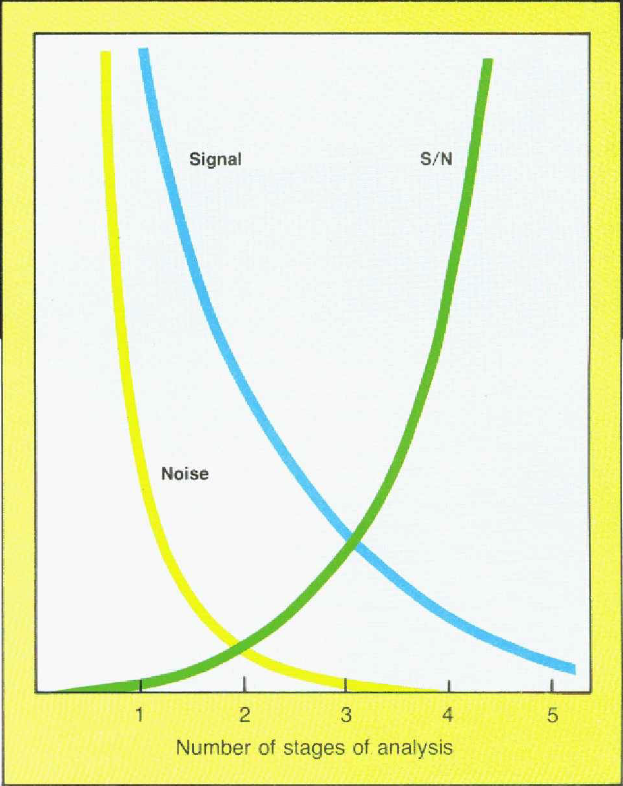 Signal
S/N
Noise
1 2 3 4 5
Number of stages of analysis